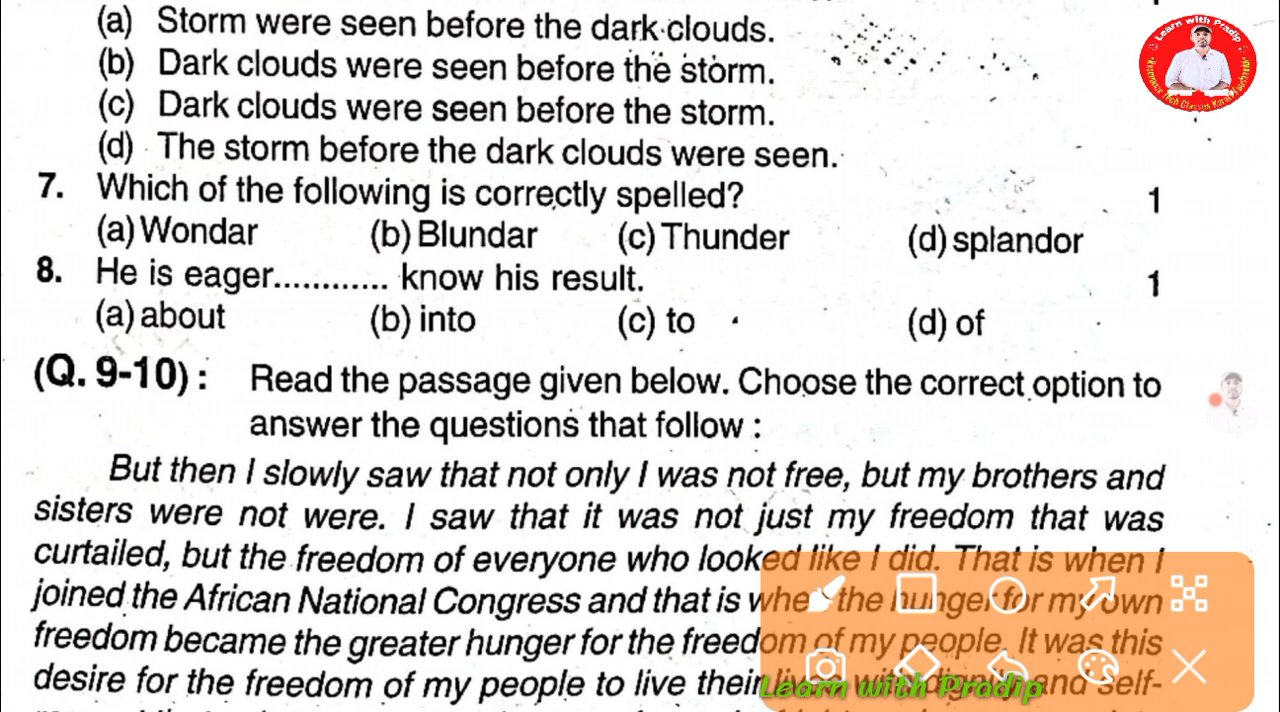 (a) Storm were seen before the dark clouds.
(b) Dark clouds were seen before the storm.
(c) Dark clouds were seen before the storm.
(d) The storm before the dark clouds were seen.
7. Which of the following is correctly spelled? 1
(a) Wondar (b) Blundar (c) Thunder (d) splandor
8. He is eager............ know his result. 1
(a) about (b) into (c) to (d) of
(Q. 9-10) : Read the passage given below. Choose the correct option to
answer the questions that follow :
But then I slowly saw that not only I was not free, but my brothers and
sisters were not were. I saw that it was not just my freedom that was
curtailed, but the freedom of everyone who looked like I did. That is when I
joined the African National Congress and that is when the hunger for my own
freedom became the greater hunger for the freedom of my people. It was this
desire for the freedom of my people to live their and self-
Learn with Pradip
Learn with Pradip